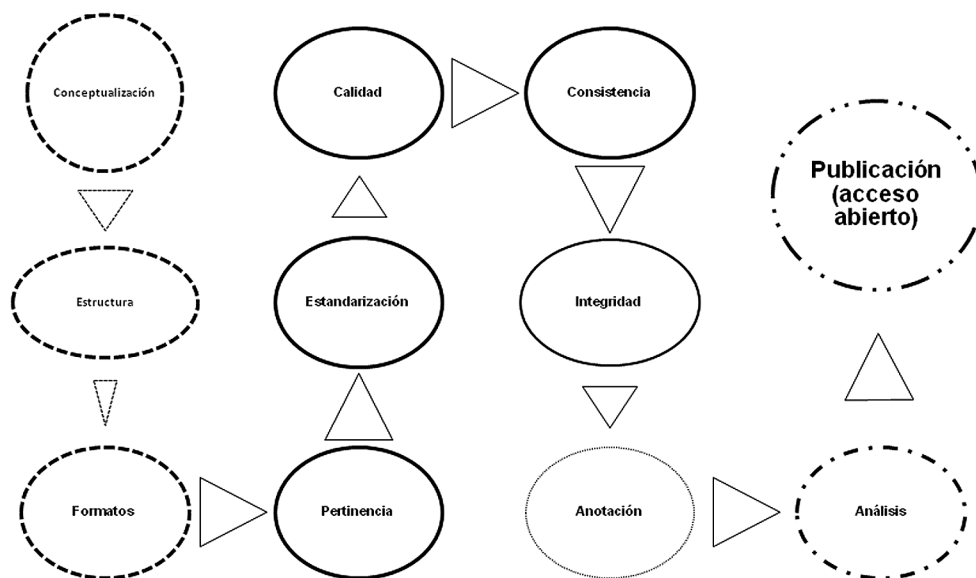 Conceptualización
Estructura
Formatos
Pertinencia
Estandarización
Calidad
Consistencia
Integridad
Anotación
Análisis
Publicación
(acceso
abierto)